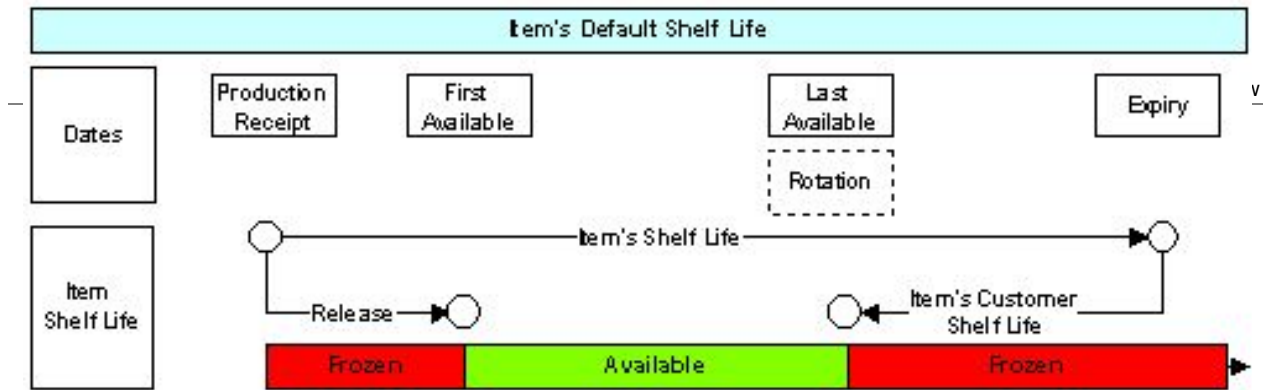 Item's Default Shelf Life
Dates
Production
Receipt
First
Available
Last
Available
Expiry
Rotation
Item
Shelf Life
Item's Shelf Life
Release
Item's Customer
Shelf Life
Frozen
Available
Frozen